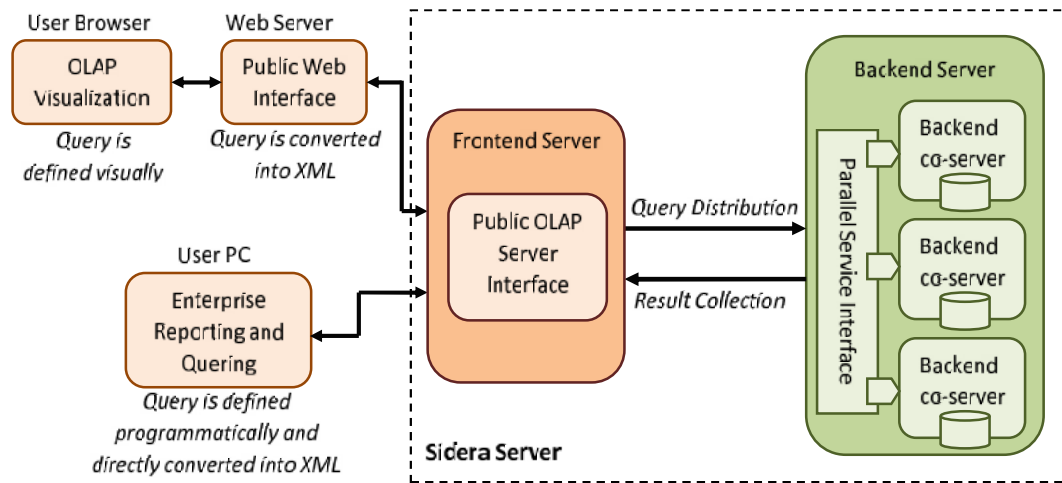 User Browser
Web Server
OLAP
Visualization
Public Web
Interface
Query is
defined visually
Query is converted
into XML
User PC
Enterprise
Reporting and
Quering
Query is defined
programmatically and
directly converted into XML
Frontend Server
Public OLAP
Server
Interface
Query Distribution
Result Collection
Backend Server
Parallel Service Interface
Backend
co-server
Backend
co-server
Backend
co-server
Sidera Server